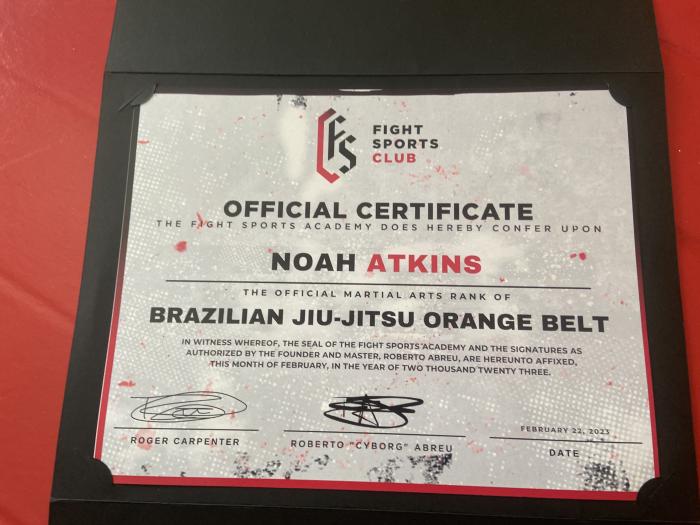 FS
FIGHT
SPORTS
CLUB
OFFICIAL CERTIFICATE
THE FIGHT SPORTS ACADEMY DOES HEREBY CONFER UPON
NOAH ATKINS
THE OFFICIAL MARTIAL ARTS RANK OF
BRAZILIAN JIU-JITSU ORANGE BELT
IN WITNESS WHEREOF, THE SEAL OF THE FIGHT SPORTS ACADEMY AND THE SIGNATURES AS
AUTHORIZED BY THE FOUNDER AND MASTER, ROBERTO ABREU, ARE HEREUNTO AFFIXED,
THIS MONTH OF FEBRUARY, IN THE YEAR OF TWO THOUSAND TWENTY THREE.
ROGER CARPENTER
ROBERTO "CYBORG" ABREU
FEBRUARY 22, 2023
DATE